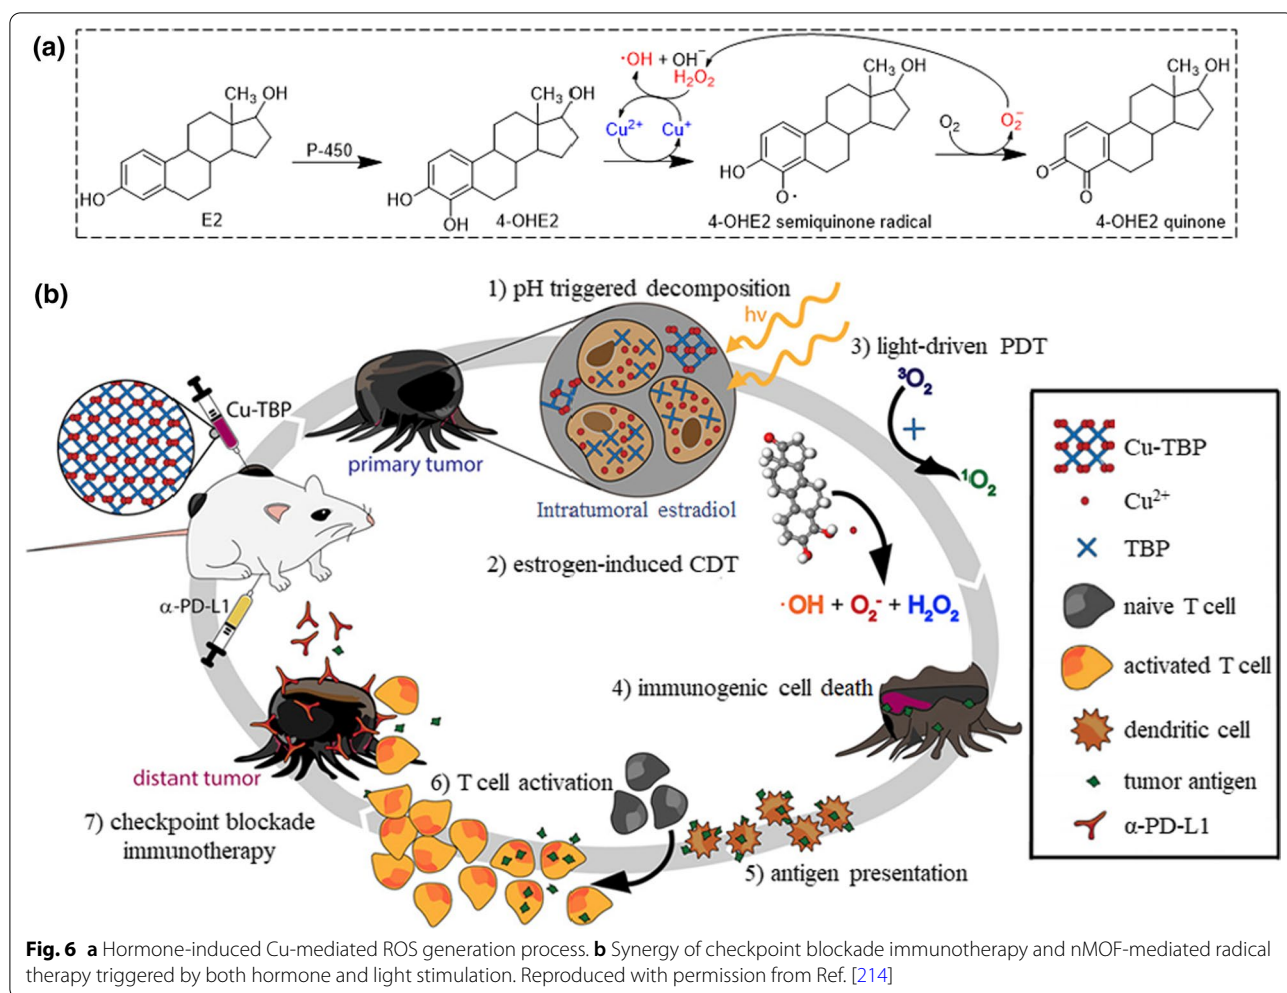 (a)
·OH + OH⁻
H₂O₂
CH₃ OH
CH₃ OH
CH₃ OH
CH₃ OH
Cu²⁺ Cu⁺
O₂ O₂⁻
P-450
HO
HO
OH
HO
O·
O
O
E2
4-OHE2
4-OHE2 semiquinone radical
4-OHE2 quinone
(b)
1) pH triggered decomposition
hv
3) light-driven PDT
³O₂
+
¹O₂
Cu-TBP
primary tumor
Intratumoral estradiol
2) estrogen-induced CDT
·OH + O₂⁻ + H₂O₂
α-PD-L1
4) immunogenic cell death
distant tumor
6) T cell activation
7) checkpoint blockade
immunotherapy
5) antigen presentation
Cu-TBP
Cu²⁺
TBP
naive T cell
activated T cell
dendritic cell
tumor antigen
α-PD-L1
Fig. 6 a Hormone-induced Cu-mediated ROS generation process. b Synergy of checkpoint blockade immunotherapy and nMOF-mediated radical
therapy triggered by both hormone and light stimulation. Reproduced with permission from Ref. [214]